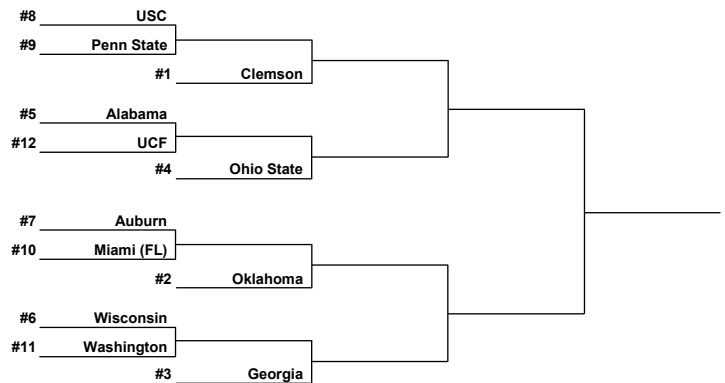 #8 USC
#9 Penn State
#1 Clemson
#5 Alabama
#12 UCF
#4 Ohio State
#7 Auburn
#10 Miami (FL)
#2 Oklahoma
#6 Wisconsin
#11 Washington
#3 Georgia